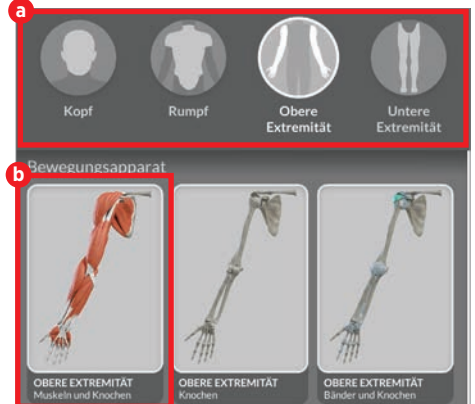 a
Kopf
Rumpf
Obere
Extremität
Untere
Extremität
Bewegungsapparat
b
OBERE EXTREMITÄT
Muskeln und Knochen
OBERE EXTREMITÄT
Knochen
OBERE EXTREMITÄT
Bänder und Knochen